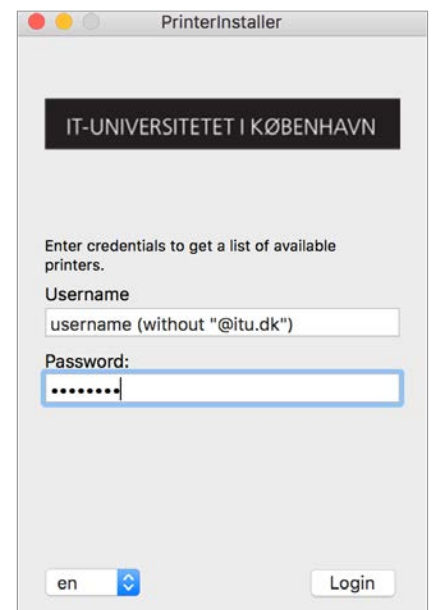 PrinterInstaller
IT-UNIVERSITETET I KØBENHAVN
Enter credentials to get a list of available
printers.
Username
username (without "@itu.dk")
Password:
••••••••
en
Login